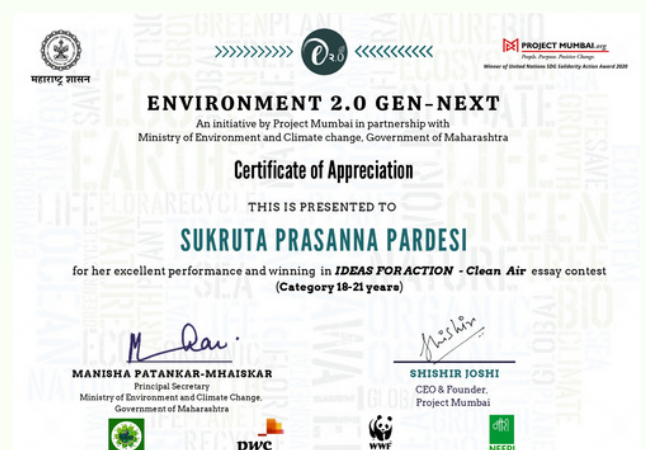 महाराष्ट्र शासन
e 2.0
PROJECT MUMBAI.org
People. Purpose. Positive Change.
Winner of United Nations SDG Solidarity Action Award 2020
ENVIRONMENT 2.0 GEN-NEXT
An initiative by Project Mumbai in partnership with
Ministry of Environment and Climate change, Government of Maharashtra
Certificate of Appreciation
THIS IS PRESENTED TO
SUKRUTA PRASANNA PARDESI
for her excellent performance and winning in IDEAS FOR ACTION - Clean Air essay contest
(Category 18-21 years)
Shishir
MANISHA PATANKAR-MHAISKAR
Principal Secretary
Ministry of Environment and Climate Change,
Government of Maharashtra
SHISHIR JOSHI
CEO & Founder,
Project Mumbai
pwc
WWF
NEERI